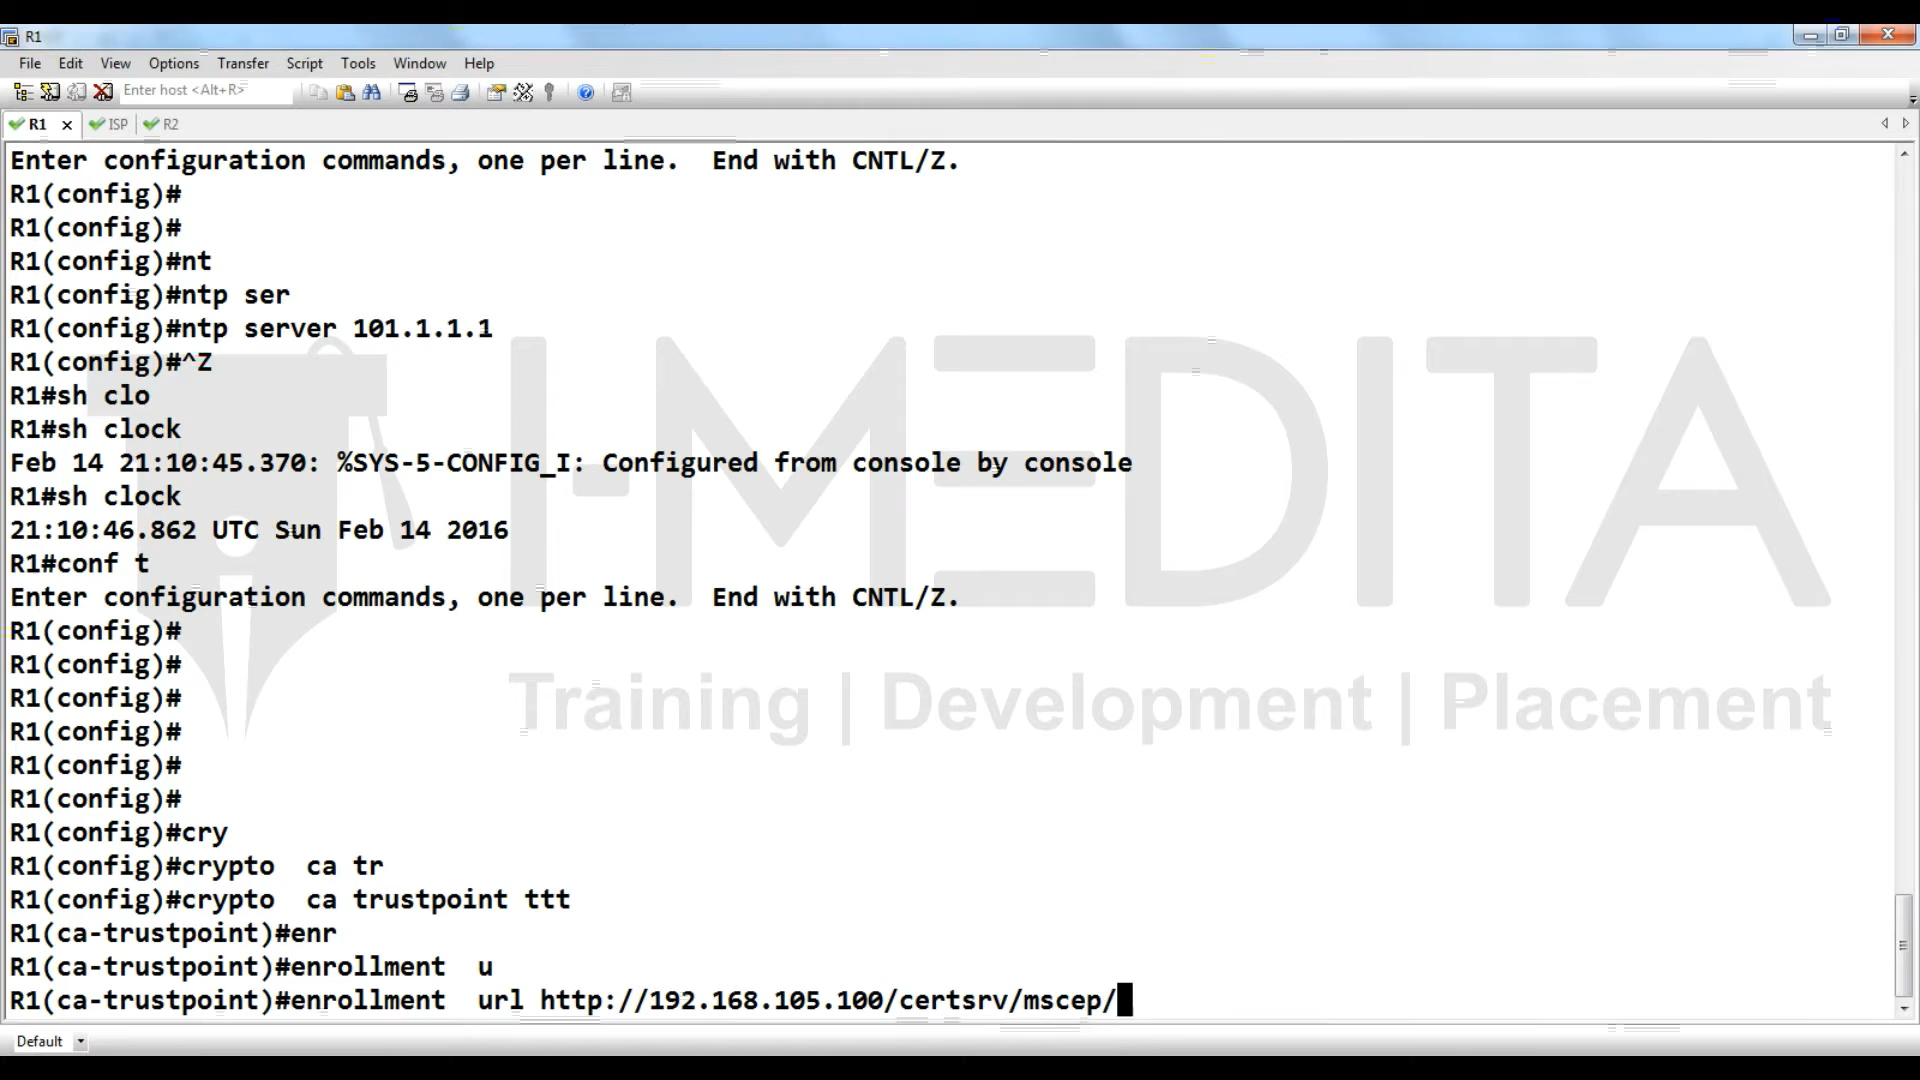 R1
File Edit View Options Transfer Script Tools Window Help
Enter host <Alt+R>
R1 ISP R2
Enter configuration commands, one per line.  End with CNTL/Z.
R1(config)#
R1(config)#
R1(config)#nt
R1(config)#ntp ser
R1(config)#ntp server 101.1.1.1
R1(config)#^Z
R1#sh clo
R1#sh clock
Feb 14 21:10:45.370: %SYS-5-CONFIG_I: Configured from console by console
R1#sh clock
21:10:46.862 UTC Sun Feb 14 2016
R1#conf t
Enter configuration commands, one per line.  End with CNTL/Z.
R1(config)#
R1(config)#
R1(config)#
R1(config)#
R1(config)#
R1(config)#
R1(config)#cry
R1(config)#crypto  ca tr
R1(config)#crypto  ca trustpoint ttt
R1(ca-trustpoint)#enr
R1(ca-trustpoint)#enrollment  u
R1(ca-trustpoint)#enrollment  url http://192.168.105.100/certsrv/mscep/
I-MEDITA
Training | Development | Placement
Default